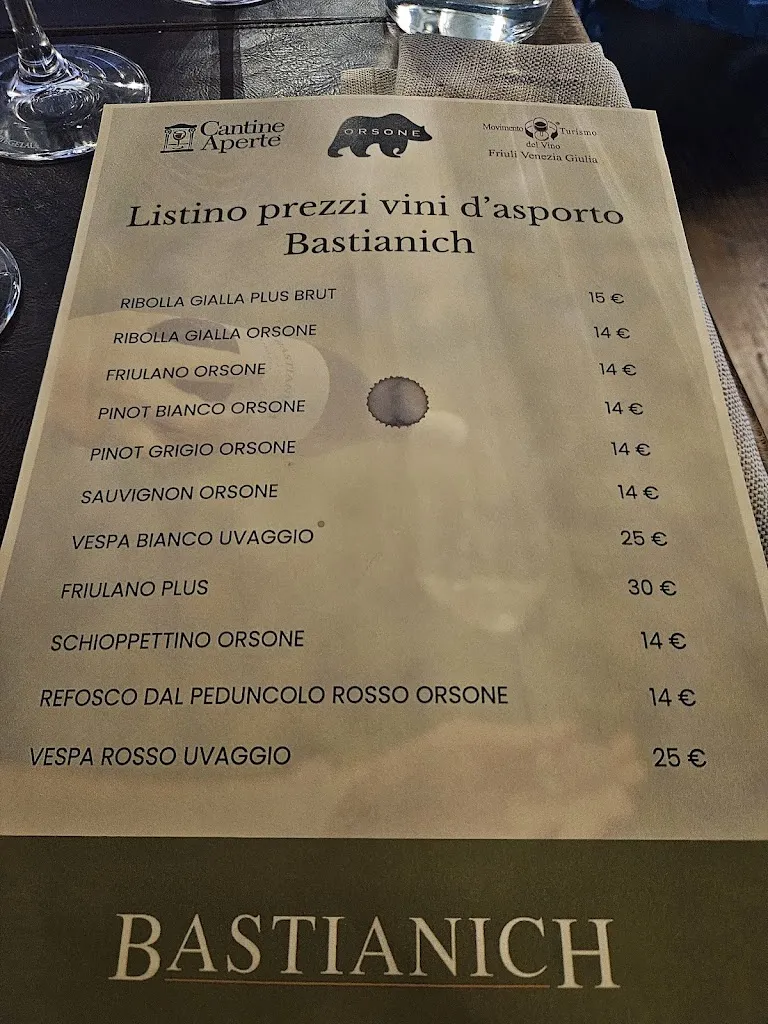 Cantine
Aperte
ORSONE
Movimento Turismo
del Vino
Friuli Venezia Giulia
Listino prezzi vini d'asporto
Bastianich
RIBOLLA GIALLA PLUS BRUT 15 €
RIBOLLA GIALLA ORSONE 14 €
FRIULANO ORSONE 14 €
PINOT BIANCO ORSONE 14 €
PINOT GRIGIO ORSONE 14 €
SAUVIGNON ORSONE 14 €
VESPA BIANCO UVAGGIO 25 €
FRIULANO PLUS 30 €
SCHIOPPETTINO ORSONE 14 €
REFOSCO DAL PEDUNCOLO ROSSO ORSONE 14 €
VESPA ROSSO UVAGGIO 25 €
BASTIANICH